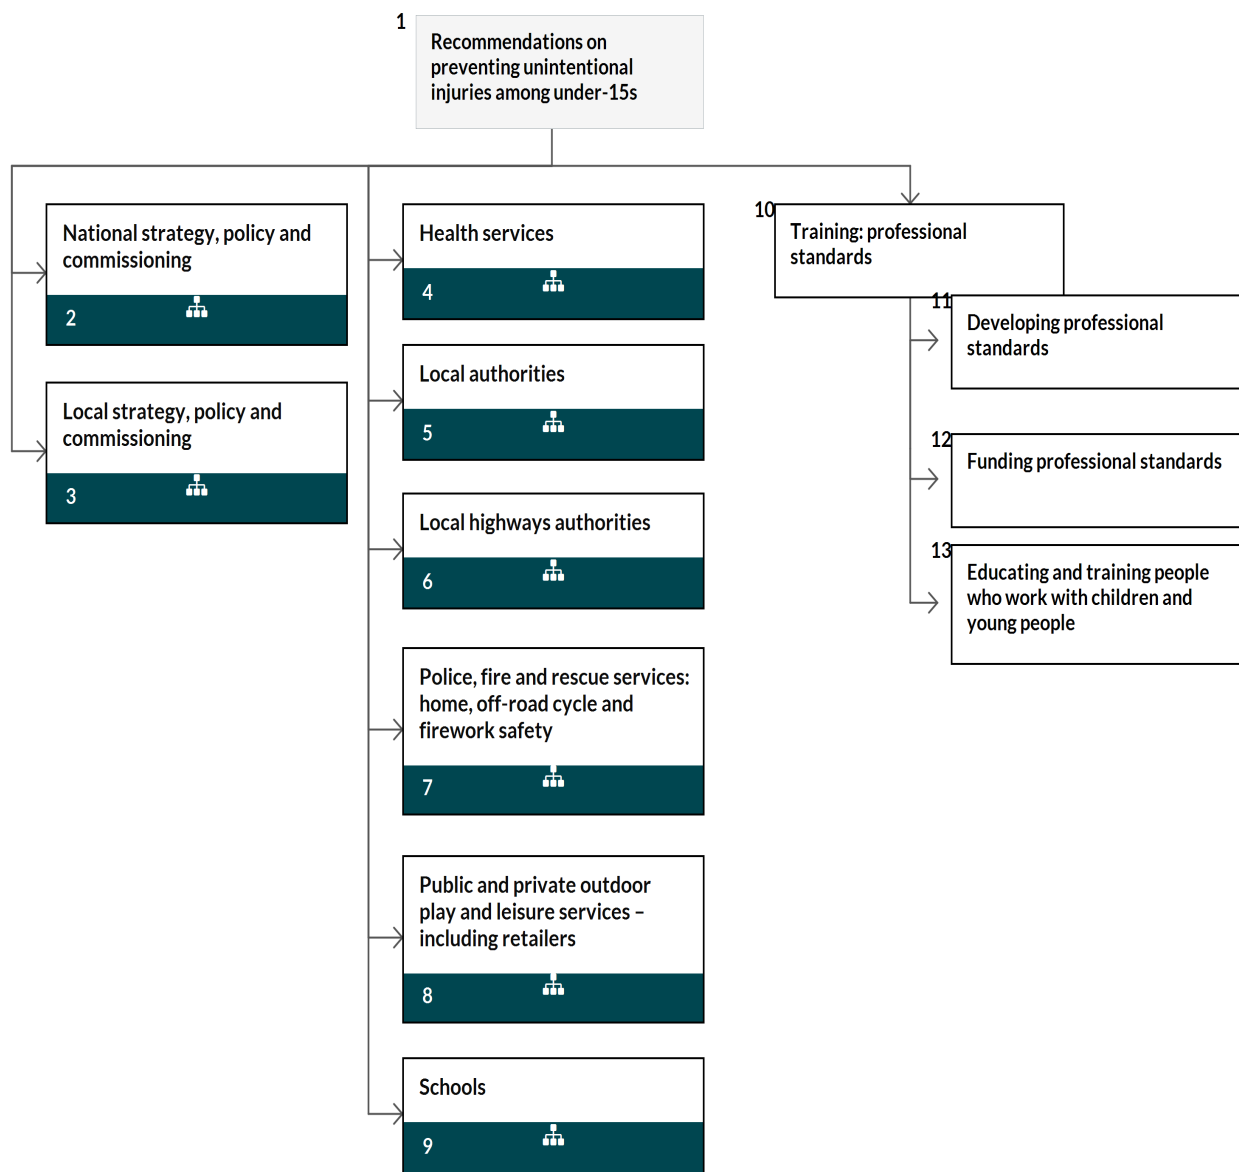 1
Recommendations on
preventing unintentional
injuries among under-15s
National strategy, policy and
commissioning
2
Local strategy, policy and
commissioning
3
Health services
4
Local authorities
5
Local highways authorities
6
Police, fire and rescue services:
home, off-road cycle and
firework safety
7
Public and private outdoor
play and leisure services –
including retailers
8
Schools
9
10
Training: professional
standards
11
Developing professional
standards
12
Funding professional standards
13
Educating and training people
who work with children and
young people